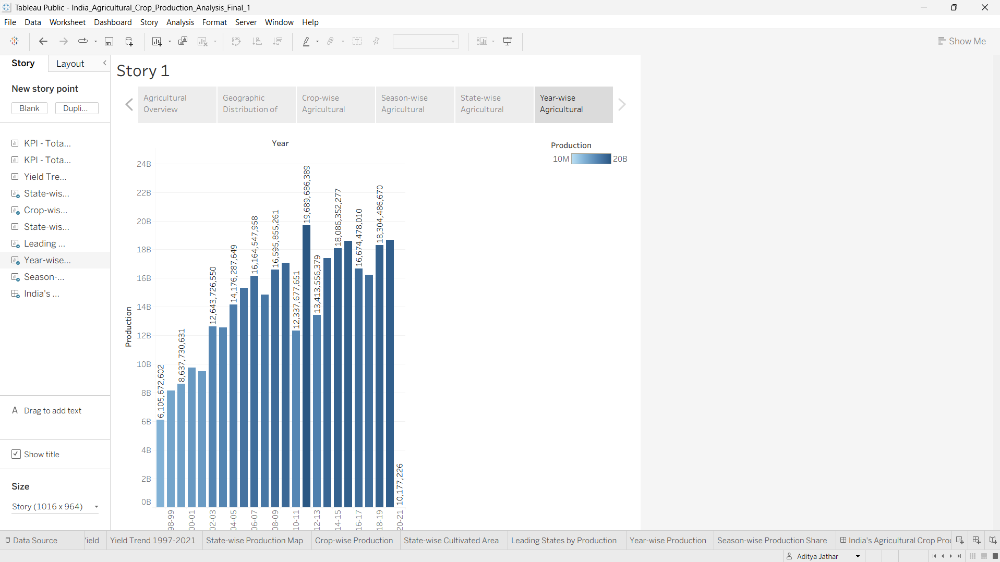 Tableau Public - India_Agricultural_Crop_Production_Analysis_Final_1
File Data Worksheet Dashboard Story Analysis Format Server Window Help
Show Me
Story Layout
New story point
Blank Dupli...
KPI - Tota...
KPI - Tota...
Yield Tre...
State-wis...
Crop-wis...
State-wis...
Leading ...
Year-wise...
Season-...
India's ...
A Drag to add text
Show title
Size
Story (1016 x 964)
Story 1
Agricultural
Overview
Geographic
Distribution of
Crop-wise
Agricultural
Season-wise
Agricultural
State-wise
Agricultural
Year-wise
Agricultural
Year
Production
10M 20B
Production
24B
22B
20B
18B
16B
14B
12B
10B
8B
6B
4B
2B
0B
6,105,672,602
8,637,730,631
12,643,726,550
14,176,287,649
16,164,547,958
16,595,855,261
12,337,677,651
19,689,686,389
13,413,556,379
18,086,352,277
16,674,478,010
18,304,486,670
10,177,226
98-99
00-01
02-03
04-05
06-07
08-09
10-11
12-13
14-15
16-17
18-19
20-21
Data Source Yield Yield Trend 1997-2021 State-wise Production Map Crop-wise Production State-wise Cultivated Area Leading States by Production Year-wise Production Season-wise Production Share India's Agricultural Crop Pro
Aditya Jathar